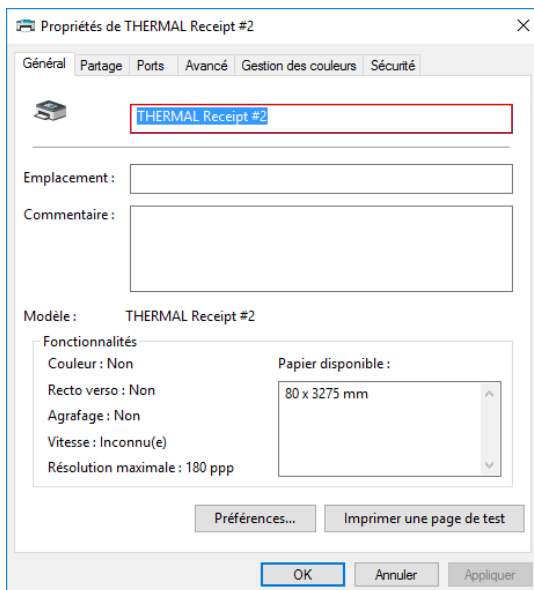 Propriétés de THERMAL Receipt #2
Général Partage Ports Avancé Gestion des couleurs Sécurité
THERMAL Receipt #2
Emplacement :
Commentaire :
Modèle : THERMAL Receipt #2
Fonctionnalités
Couleur : Non Papier disponible :
Recto verso : Non 80 x 3275 mm
Agrafage : Non
Vitesse : Inconnu(e)
Résolution maximale : 180 ppp
Préférences... Imprimer une page de test
OK Annuler Appliquer